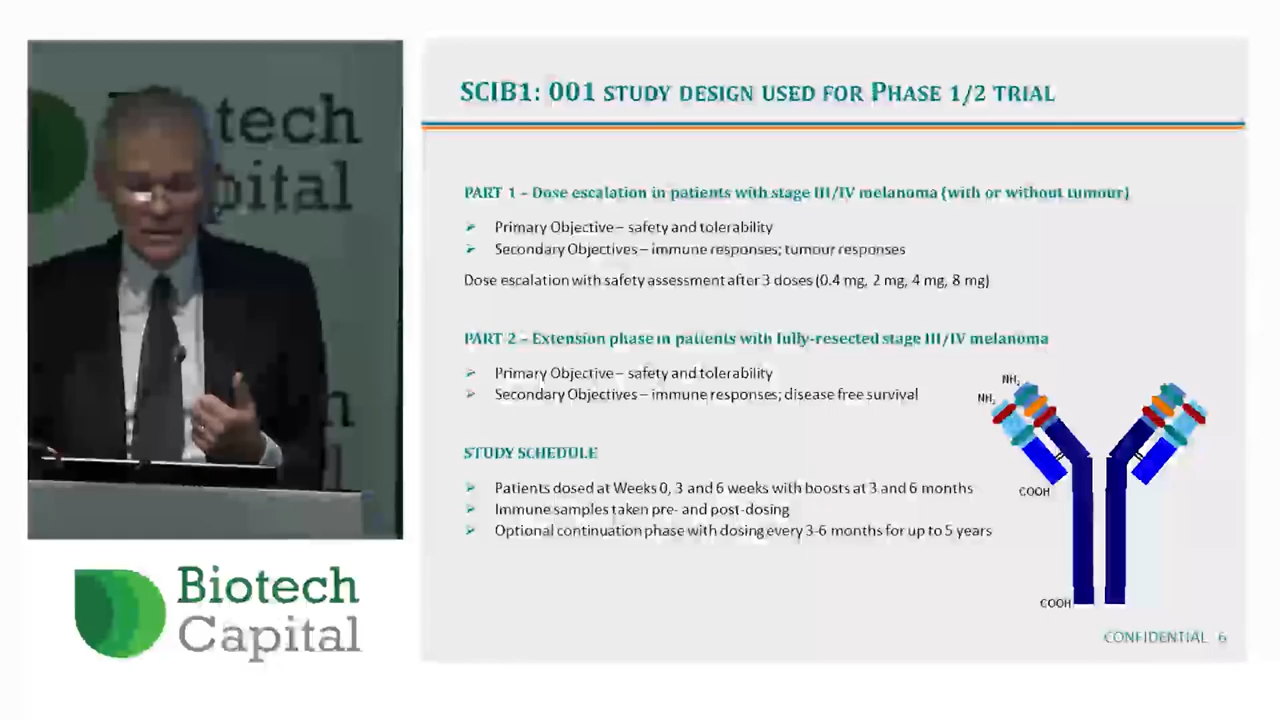 tech
pital
SCIB1: 001 STUDY DESIGN USED FOR PHASE 1/2 TRIAL
PART 1 – Dose escalation in patients with stage III/IV melanoma (with or without tumour)
➢ Primary Objective – safety and tolerability
➢ Secondary Objectives – immune responses; tumour responses
Dose escalation with safety assessment after 3 doses (0.4 mg, 2 mg, 4 mg, 8 mg)
PART 2 – Extension phase in patients with fully-resected stage III/IV melanoma
➢ Primary Objective – safety and tolerability
➢ Secondary Objectives – immune responses; disease free survival
STUDY SCHEDULE
➢ Patients dosed at Weeks 0, 3 and 6 weeks with boosts at 3 and 6 months
➢ Immune samples taken pre- and post-dosing
➢ Optional continuation phase with dosing every 3-6 months for up to 5 years
NH₂
NH₂
COOH
COOH
CONFIDENTIAL 6
Biotech
Capital